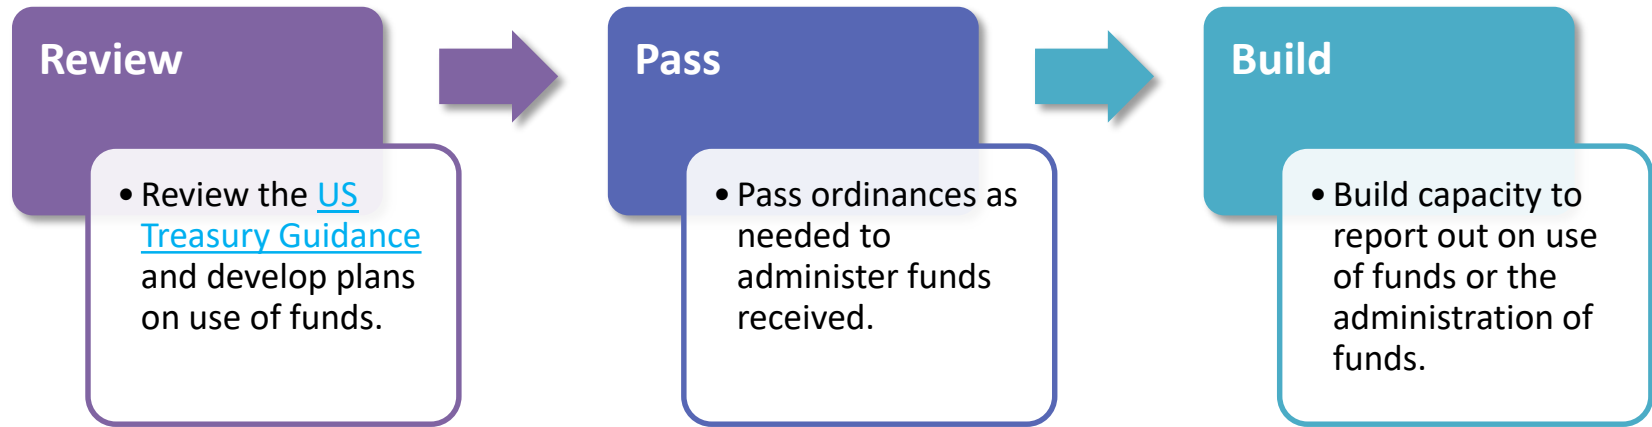 Review
• Review the US
Treasury Guidance
and develop plans
on use of funds.
Pass
• Pass ordinances as
needed to
administer funds
received.
Build
• Build capacity to
report out on use
of funds or the
administration of
funds.